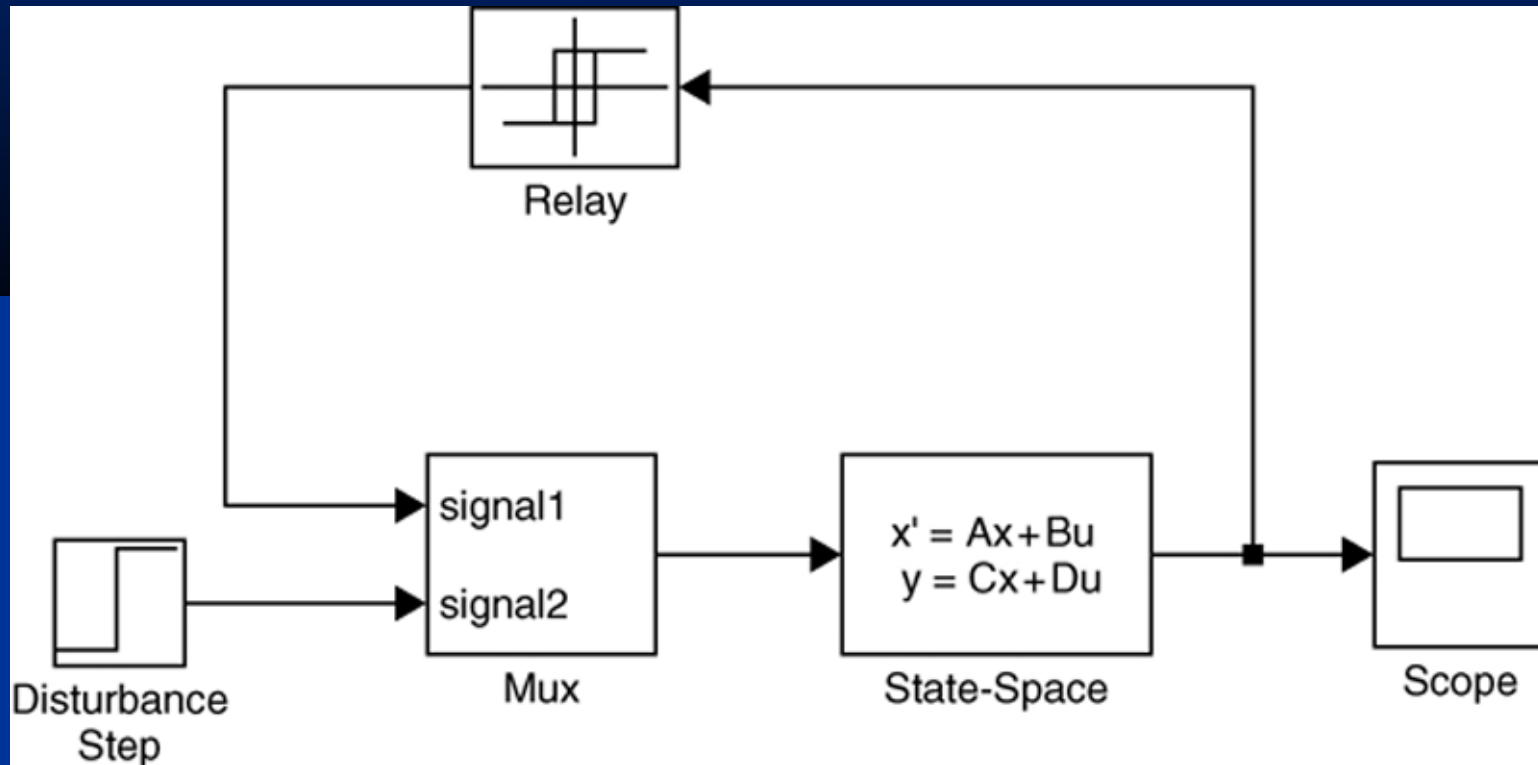 Relay
signal1
signal2
x' = Ax+Bu
y = Cx+Du
Disturbance
Step
Mux
State-Space
Scope